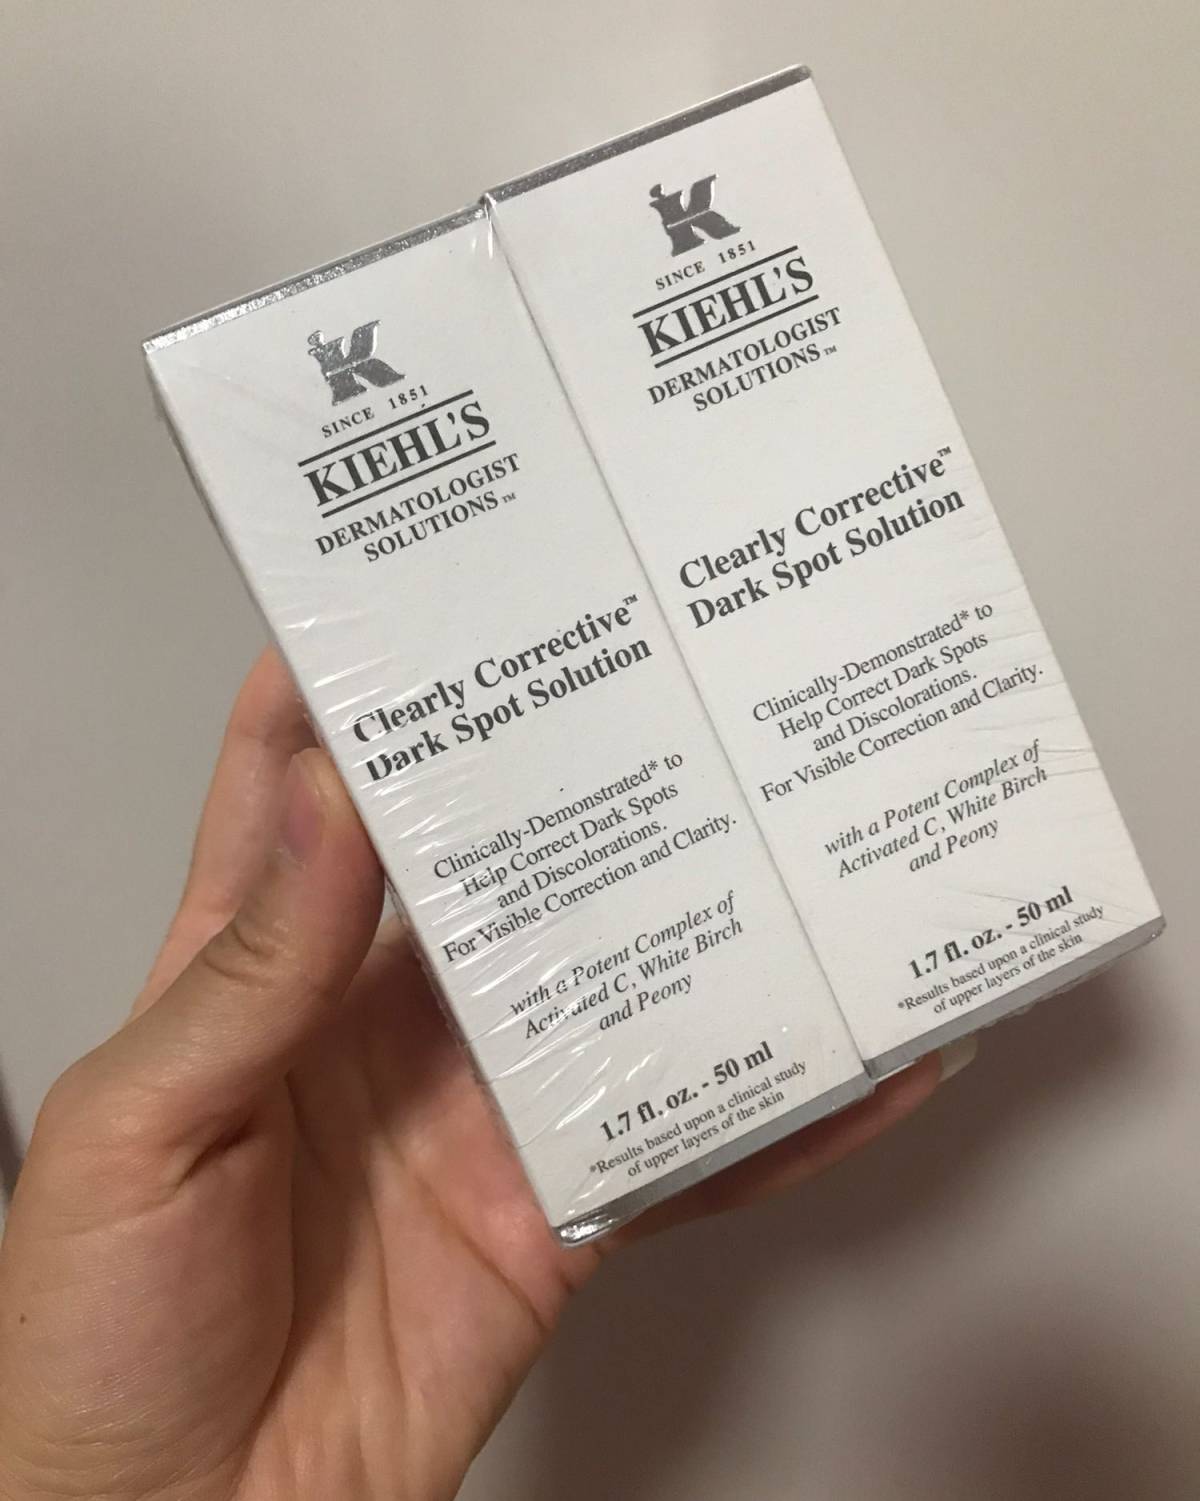 K
SINCE 1851
KIEHL'S
DERMATOLOGIST
SOLUTIONS™
Clearly Corrective™
Dark Spot Solution
Clinically-Demonstrated* to
Help Correct Dark Spots
and Discolorations.
For Visible Correction and Clarity.
with a Potent Complex of
Activated C, White Birch
and Peony
1.7 fl. oz. - 50 ml
*Results based upon a clinical study
of upper layers of the skin
K
SINCE 1851
KIEHL'S
DERMATOLOGIST
SOLUTIONS™
Clearly Corrective™
Dark Spot Solution
Clinically-Demonstrated* to
Help Correct Dark Spots
and Discolorations.
For Visible Correction and Clarity.
with a Potent Complex of
Activated C, White Birch
and Peony
1.7 fl. oz. - 50 ml
*Results based upon a clinical study
of upper layers of the skin